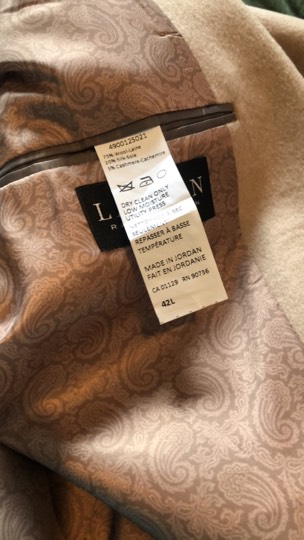 4900125021
75% Wool-Laine
20% Silk-Soie
5% Cashmere-Cachemire
DRY CLEAN ONLY
LOW MOISTURE
UTILITY PRESS
REPASSER À BASSE
TEMPÉRATURE
MADE IN JORDAN
FAIT EN JORDANIE
CA 01129 RN 90736
42L